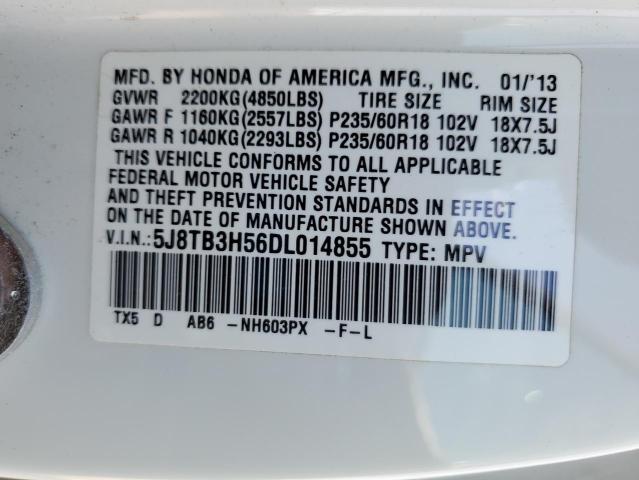 MFD. BY HONDA OF AMERICA MFG., INC. 01/'13
GVWR 2200KG(4850LBS) TIRE SIZE RIM SIZE
GAWR F 1160KG(2557LBS) P235/60R18 102V 18X7.5J
GAWR R 1040KG(2293LBS) P235/60R18 102V 18X7.5J
THIS VEHICLE CONFORMS TO ALL APPLICABLE
FEDERAL MOTOR VEHICLE SAFETY
AND THEFT PREVENTION STANDARDS IN EFFECT
ON THE DATE OF MANUFACTURE SHOWN ABOVE.
V.I.N.:5J8TB3H56DL014855 TYPE: MPV
TX5 D AB6 -NH603PX -F-L